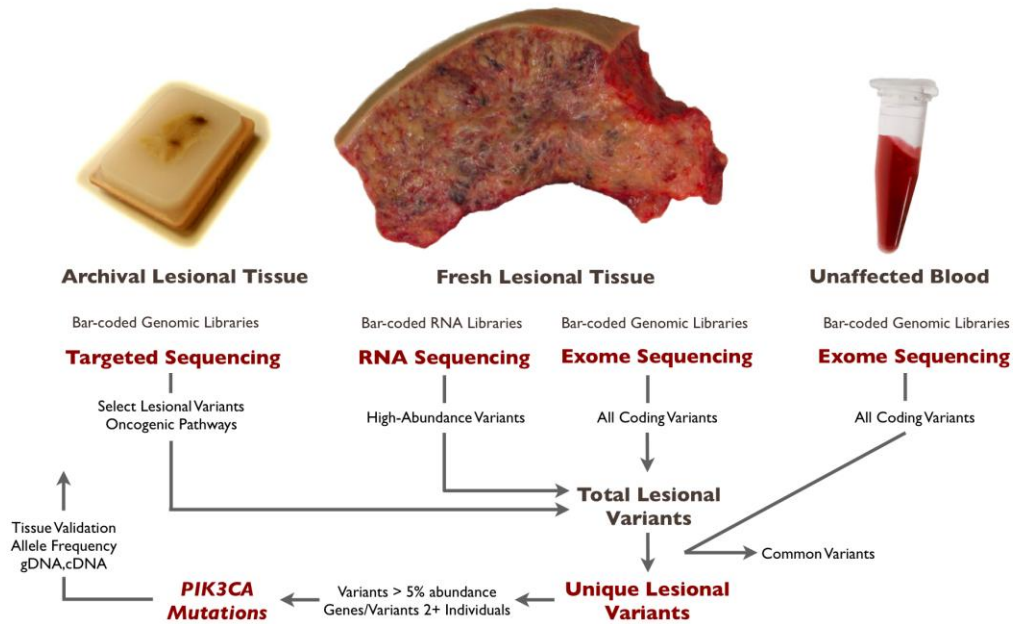 Archival Lesional Tissue
Fresh Lesional Tissue
Unaffected Blood
Bar-coded Genomic Libraries
Bar-coded RNA Libraries
Bar-coded Genomic Libraries
Bar-coded Genomic Libraries
Targeted Sequencing
RNA Sequencing
Exome Sequencing
Exome Sequencing
Select Lesional Variants
Oncogenic Pathways
High-Abundance Variants
All Coding Variants
All Coding Variants
Total Lesional
Variants
Tissue Validation
Allele Frequency
gDNA,cDNA
Common Variants
PIK3CA
Mutations
Variants > 5% abundance
Genes/Variants 2+ Individuals
Unique Lesional
Variants